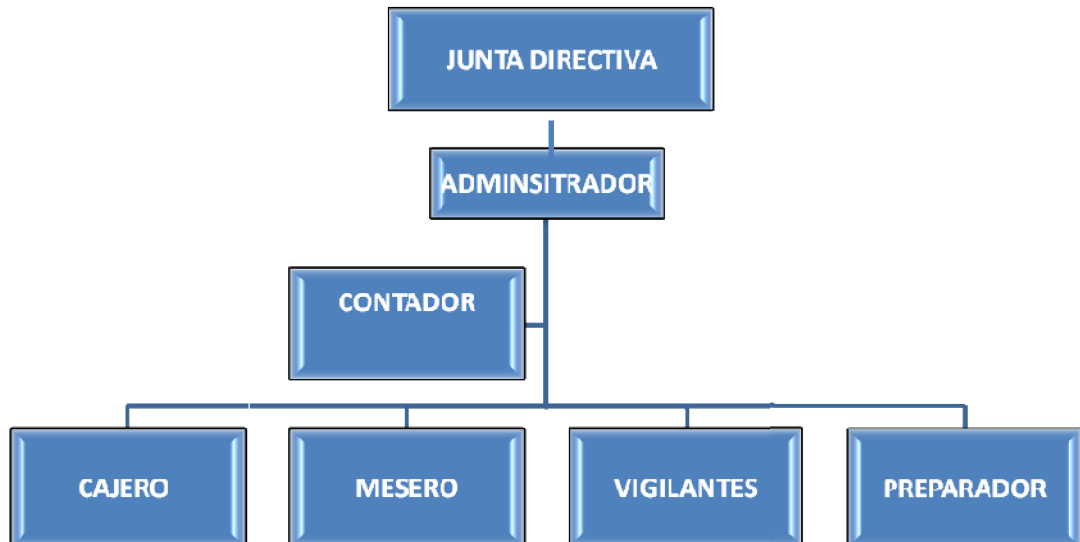 JUNTA DIRECTIVA
ADMINSITRADOR
CONTADOR
CAJERO
MESERO
VIGILANTES
PREPARADOR